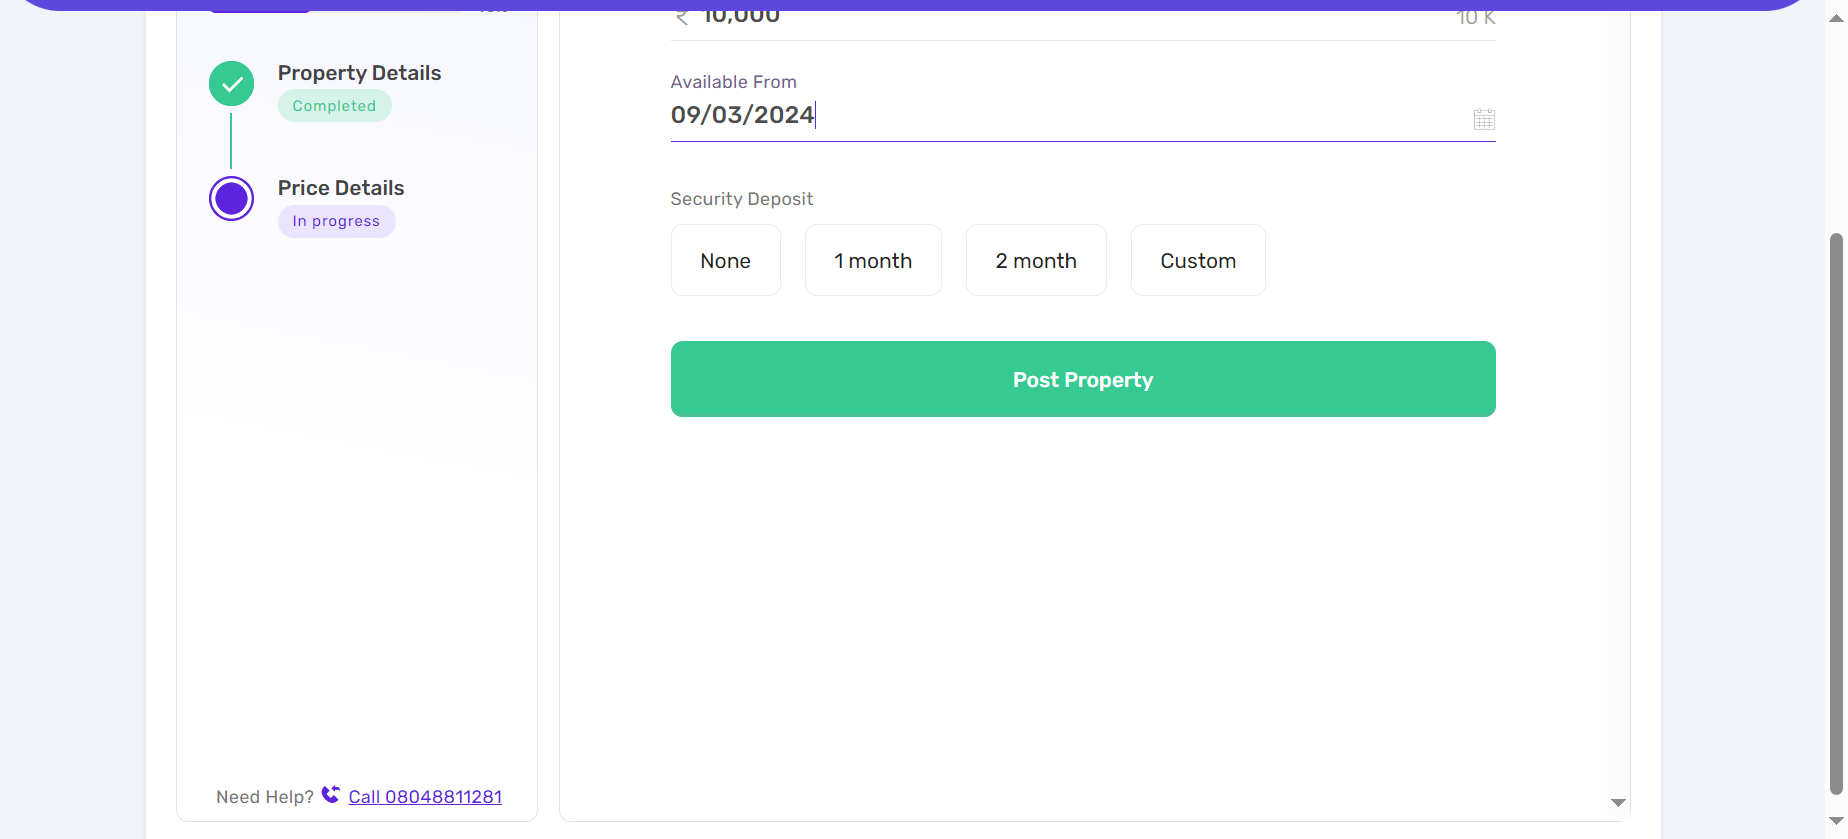 Property Details
Completed
Price Details
In progress
Need Help? Call 08048811281
₹ 10,000 10 K
Available From
09/03/2024
Security Deposit
None 1 month 2 month Custom
Post Property